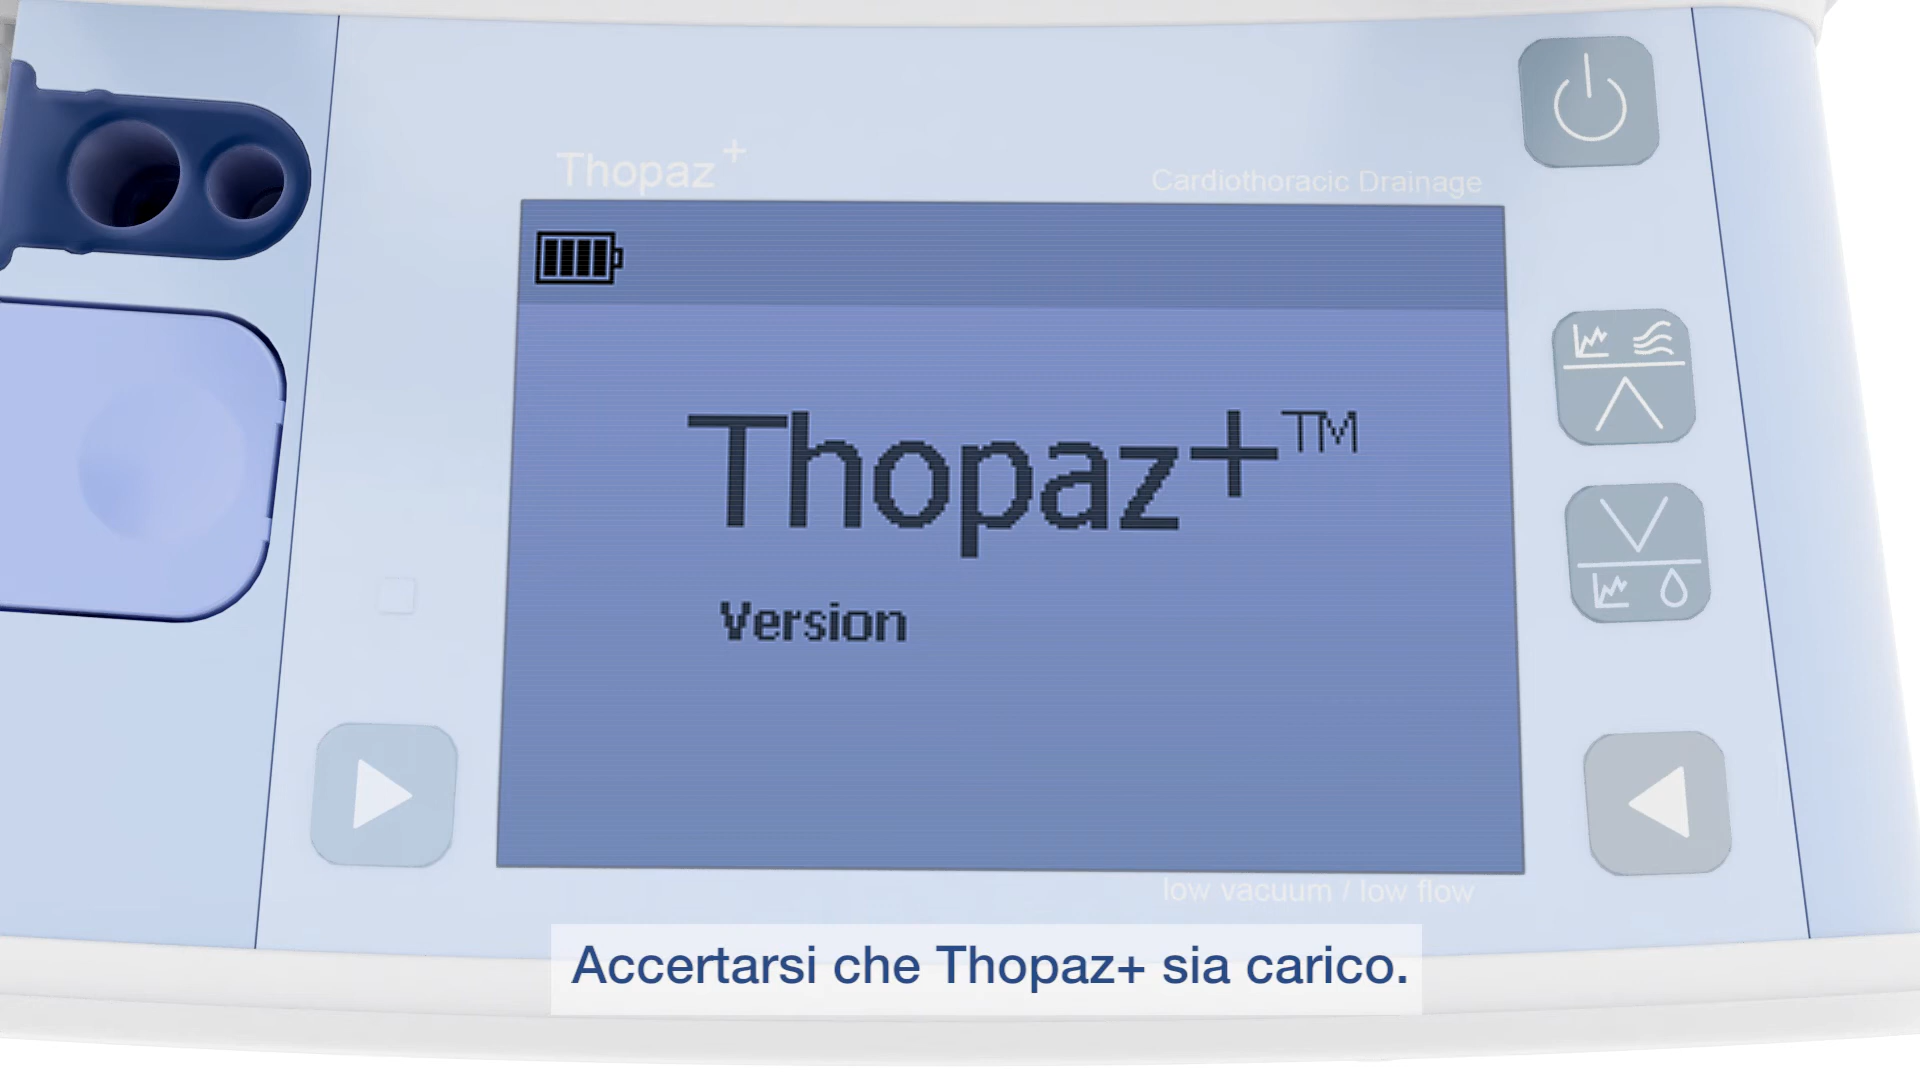 Thopaz+
Cardiothoracic Drainage
Thopaz+™
Version
low vacuum / low flow
Accertarsi che Thopaz+ sia carico.